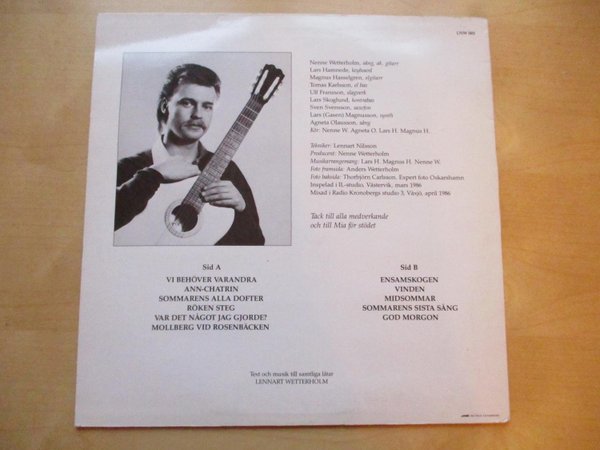 Nenne Wetterholm, sång, ak. gitarr
Lars Hamnede, keyboard
Magnus Hasselgren, elgitarr
Tomas Karlsson, el bas
Ulf Fransson, slagverk
Lars Skoglund, kontrabas
Sven Svensson, saxofon
Lars (Gasen) Magnusson, synth
Agneta Olausson, sång
Kör: Nenne W. Agneta O. Lars H. Magnus H.
Tekniker: Lennart Nilsson
Producent: Nenne Wetterholm
Musikarrangemang: Lars H. Magnus H. Nenne W.
Foto framsida: Anders Wetterholm
Foto baksida: Thorbjörn Carlsson. Expert foto Oskarshamn
Inspelad i IL-studio, Västervik, mars 1986
Mixad i Radio Kronobergs studio 3, Växjö, april 1986
Tack till alla medverkande
och till Mia för stödet
Sid A
VI BEHÖVER VARANDRA
ANN-CHATRIN
SOMMARENS ALLA DOFTER
RÖKEN STEG
VAR DET NÅGOT JAG GJORDE?
MOLLBERG VID ROSENBÄCKEN
Sid B
ENSAMSKOGEN
VINDEN
MIDSOMMAR
SOMMARENS SISTA SÅNG
GOD MORGON
Text och musik till samtliga låtar
LENNART WETTERHOLM